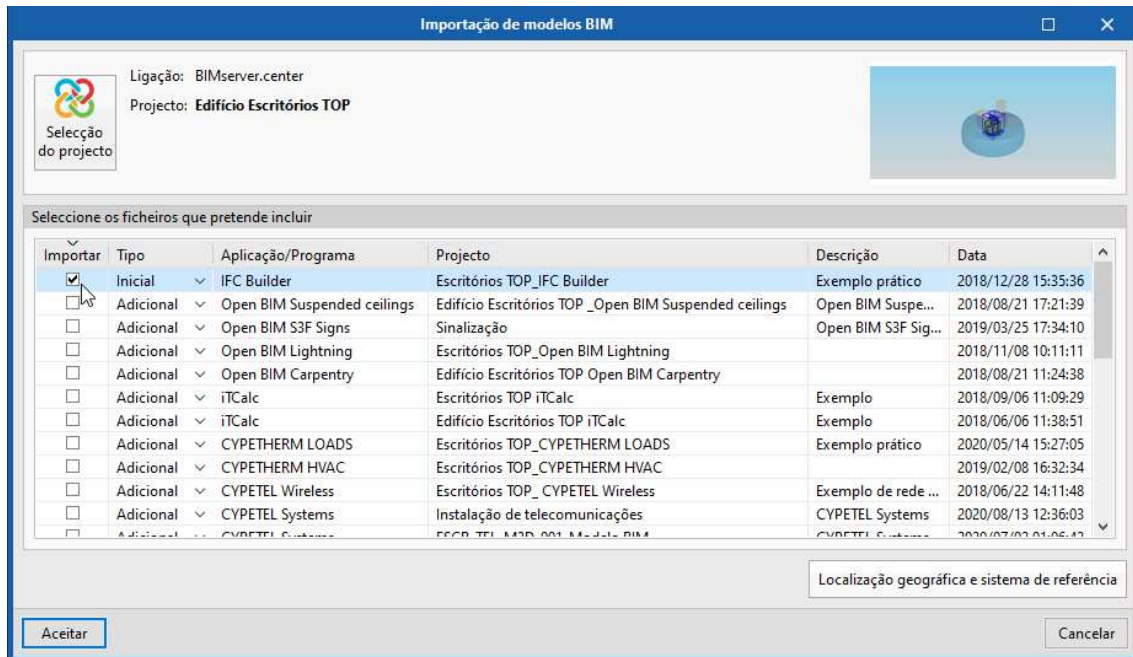 Importação de modelos BIM
Ligação: BIMserver.center
Projecto: Edifício Escritórios TOP
Selecção
do projecto
Seleccione os ficheiros que pretende incluir
Importar Tipo Aplicação/Programa Projecto Descrição Data
Inicial IFC Builder Escritórios TOP_IFC Builder Exemplo prático 2018/12/28 15:35:36
Adicional Open BIM Suspended ceilings Edifício Escritórios TOP _Open BIM Suspended ceilings Open BIM Suspe... 2018/08/21 17:21:39
Adicional Open BIM S3F Signs Sinalização Open BIM S3F Sig... 2019/03/25 17:34:10
Adicional Open BIM Lightning Escritórios TOP_Open BIM Lightning 2018/11/08 10:11:11
Adicional Open BIM Carpentry Edifício Escritórios TOP Open BIM Carpentry 2018/08/21 11:24:38
Adicional iTCalc Escritórios TOP iTCalc Exemplo 2018/09/06 11:09:29
Adicional iTCalc Edifício Escritórios TOP iTCalc Exemplo 2018/06/06 11:38:51
Adicional CYPETHERM LOADS Escritórios TOP_CYPETHERM LOADS Exemplo prático 2020/05/14 15:27:05
Adicional CYPETHERM HVAC Escritórios TOP_CYPETHERM HVAC 2019/02/08 16:32:34
Adicional CYPETEL Wireless Escritórios TOP_ CYPETEL Wireless Exemplo de rede ... 2018/06/22 14:11:48
Adicional CYPETEL Systems Instalação de telecomunicações CYPETEL Systems 2020/08/13 12:36:03
Adicional CYPETEL Systems
Localização geográfica e sistema de referência
Aceitar Cancelar